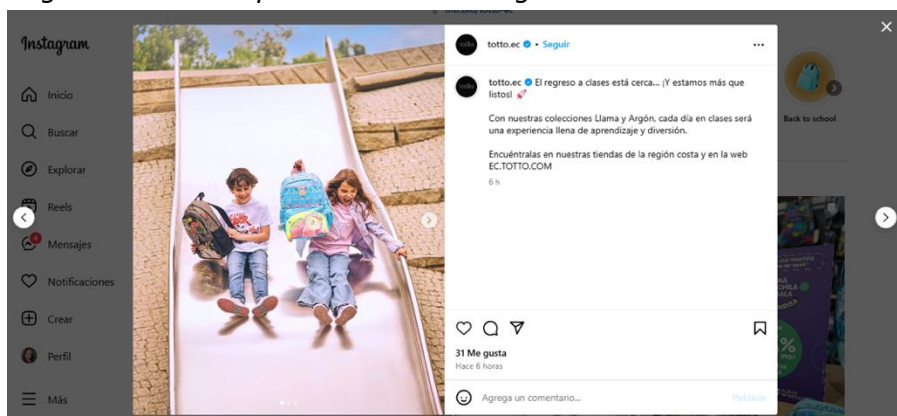 Instagram
Inicio
Buscar
Explorar
Reels
4
Mensajes
Notificaciones
Crear
Perfil
Más
totto.ec • Seguir
totto.ec El regreso a clases está cerca... ¡Y estamos más que
listos! 🚀
Con nuestras colecciones Llama y Argón, cada día en clases será
una experiencia llena de aprendizaje y diversión.
Encuéntralas en nuestras tiendas de la región costa y en la web
EC.TOTTO.COM
6 h
31 Me gusta
Hace 6 horas
Agrega un comentario...
Publicar
Back to school